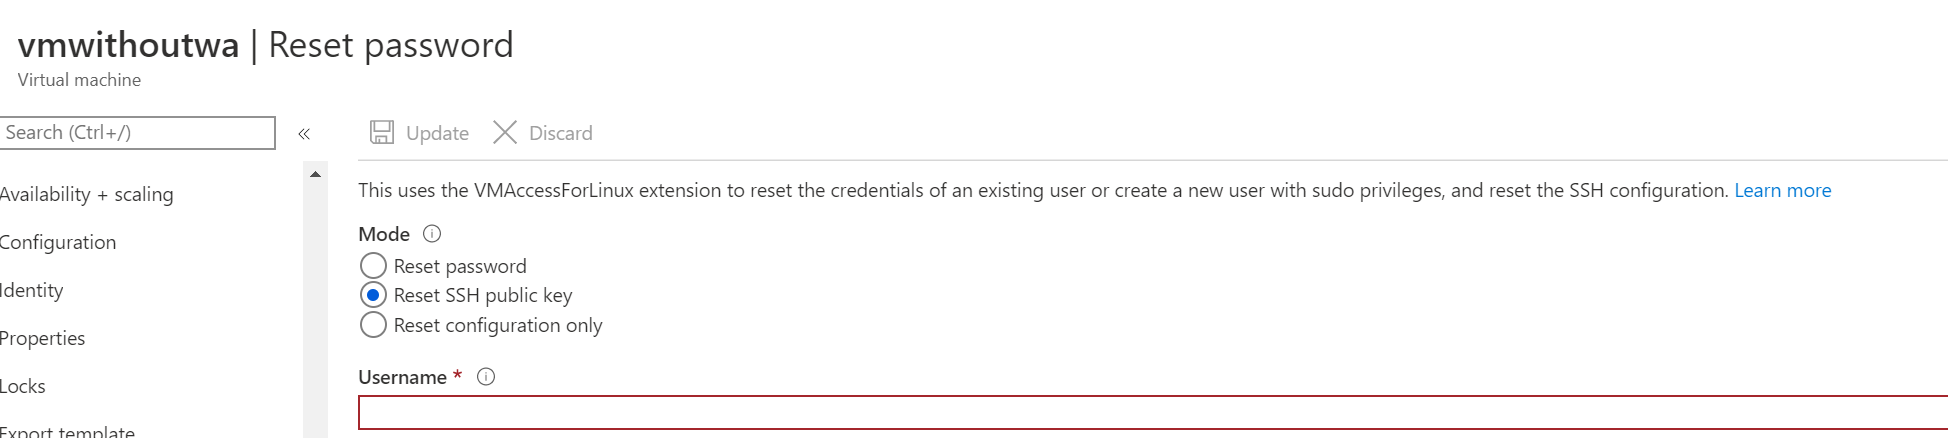 vmwithoutwa | Reset password
Virtual machine
Search (Ctrl+/)
«
Update
Discard
Availability + scaling
Configuration
Identity
Properties
Locks
Export template
This uses the VMAccessForLinux extension to reset the credentials of an existing user or create a new user with sudo privileges, and reset the SSH configuration. Learn more
Mode
Reset password
Reset SSH public key
Reset configuration only
Username *